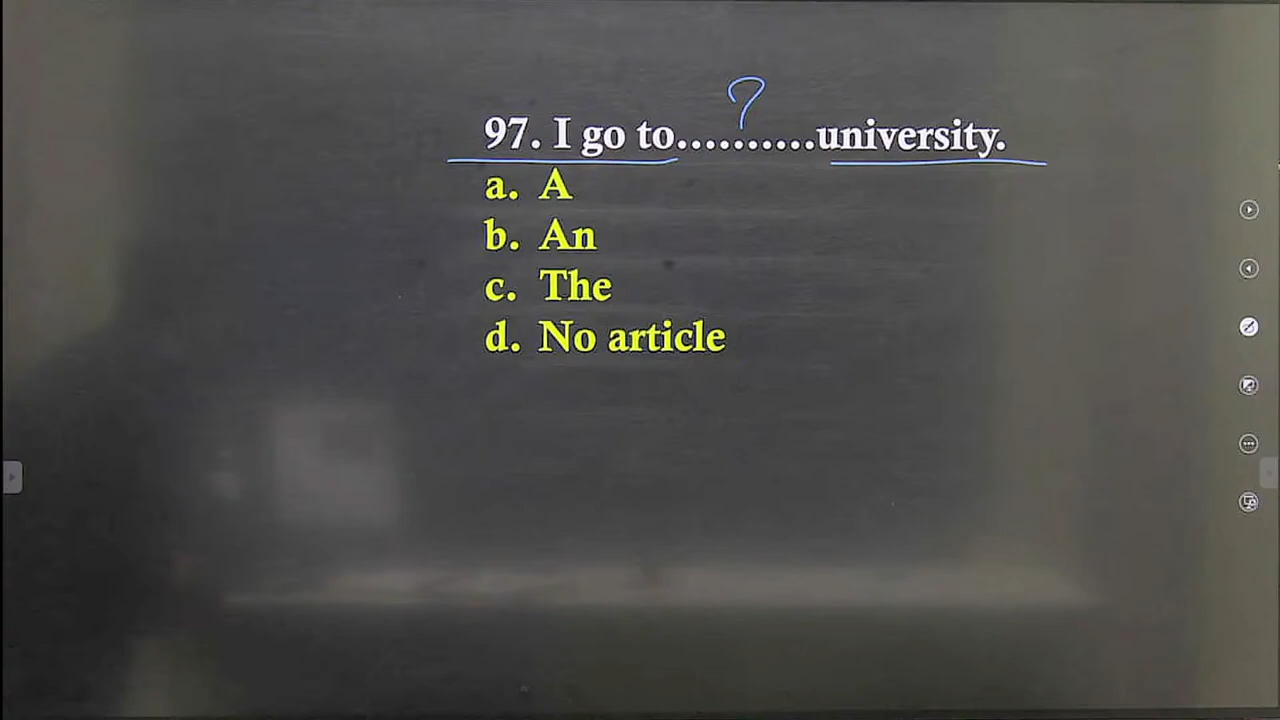 ?
97. I go to..........university.
a. A
b. An
c. The
d. No article